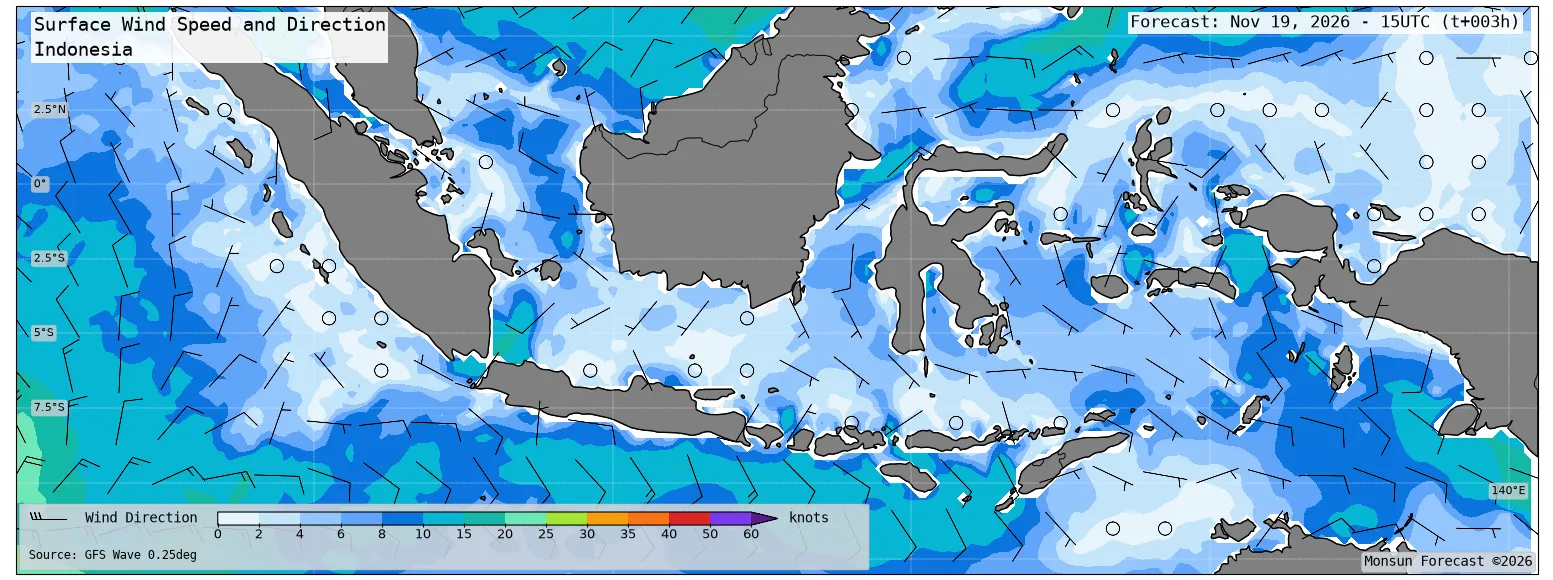 Surface Wind Speed and Direction
Indonesia
Forecast: Nov 19, 2026 - 15UTC (t+003h)
2.5°N
0°
2.5°S
5°S
7.5°S
140°E
Wind Direction
0 2 4 6 8 10 15 20 25 30 35 40 50 60
knots
Source: GFS Wave 0.25deg
Monsun Forecast ©2026